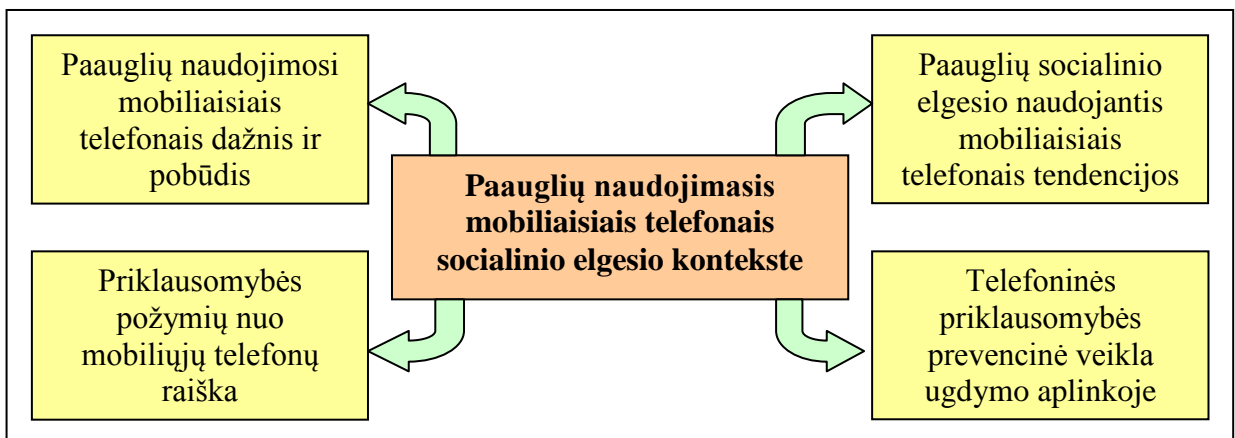 Paauglių naudojimosi
mobiliaisiais
telefonais dažnis ir
pobūdis
Paauglių socialinio
elgesio naudojantis
mobiliaisiais
telefonais tendencijos
Paauglių naudojimasis
mobiliaisiais telefonais
socialinio elgesio kontekste
Priklausomybės
požymių nuo
mobiliųjų telefonų
raiška
Telefoninės
priklausomybės
prevencinė veikla
ugdymo aplinkoje